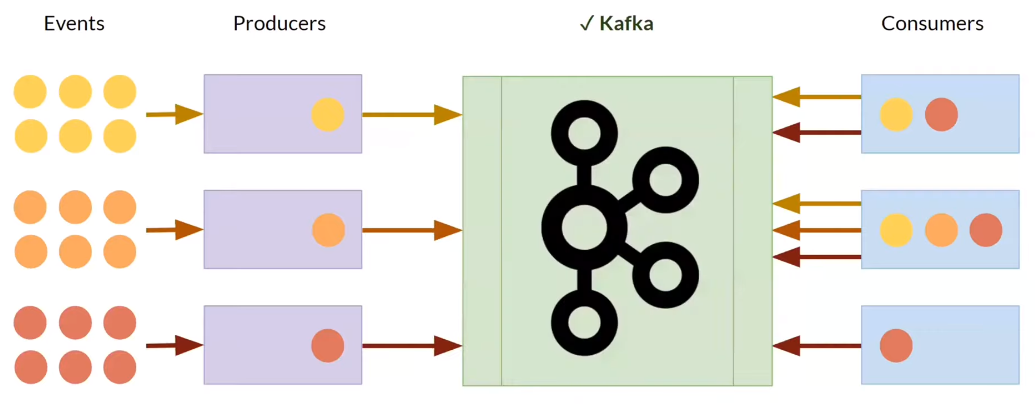 Events
Producers
✓ Kafka
Consumers